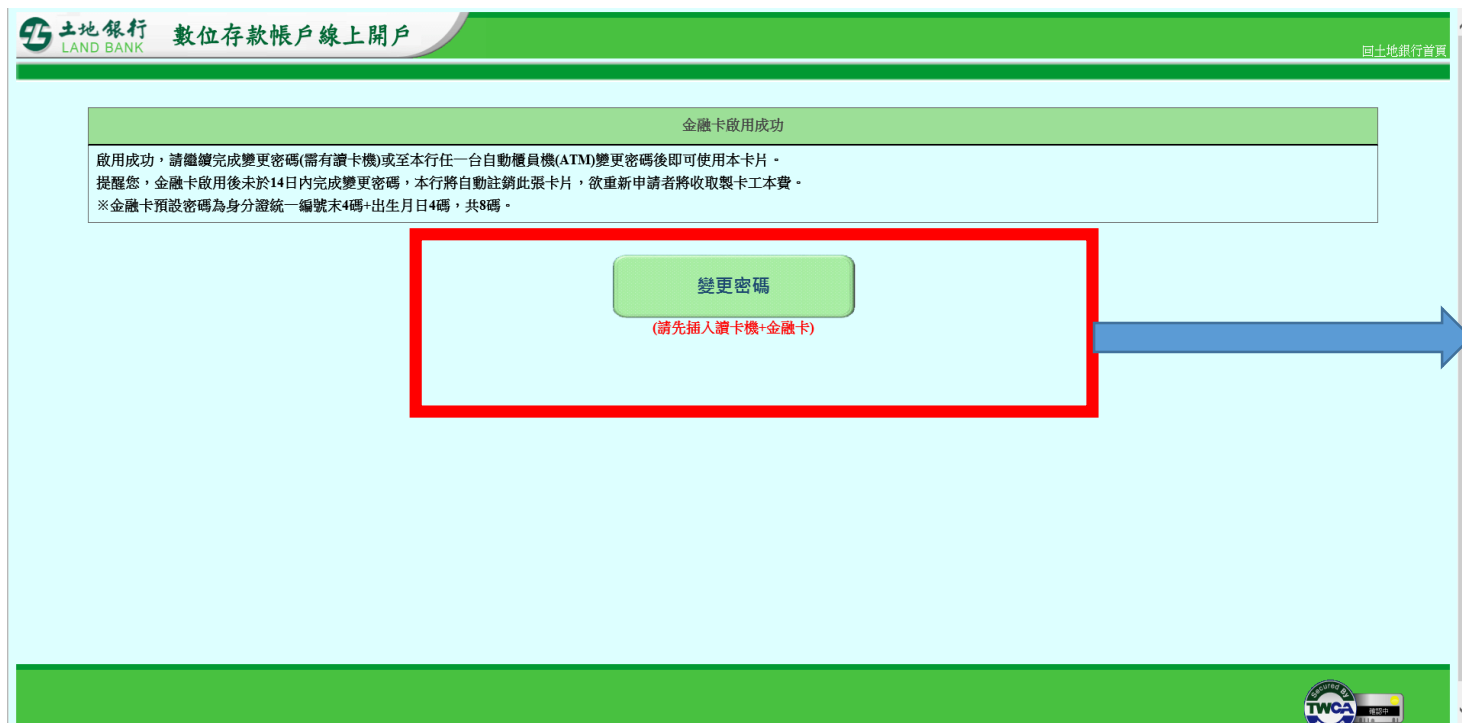 土地銀行
LAND BANK
數位存款帳戶線上開戶
回土地銀行首頁
金融卡啟用成功
啟用成功，請繼續完成變更密碼(需有讀卡機)或至本行任一台自動櫃員機(ATM)變更密碼後即可使用本卡片。
提醒您，金融卡啟用後未於14日內完成變更密碼，本行將自動註銷此張卡片，欲重新申請者將收取製卡工本費。
※金融卡預設密碼為身分證統一編號末4碼+出生月日4碼，共8碼。
變更密碼
(請先插入讀卡機+金融卡)
Secured By
TWCA
確認中